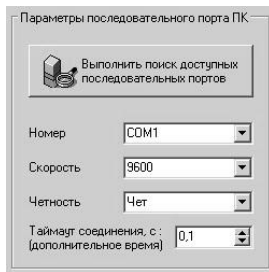 Параметры последовательного порта ПК
Выполнить поиск доступных
последовательных портов
Номер
COM1
Скорость
9600
Четность
Чет
Таймаут соединения, с :
(дополнительное время)
0,1